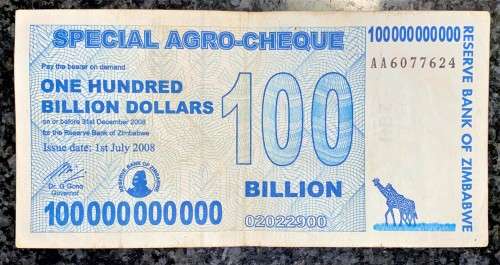 SPECIAL AGRO-CHEQUE
100000000000
AA6077624
Pay the bearer on demand
ONE HUNDRED
BILLION DOLLARS
on or before 31st December 2008
for the Reserve Bank of Zimbabwe
Issue date: 1st July 2008
100
Dr. G Gono
Governor
RESERVE BANK OF ZIMBABWE
BILLION
100000000000
02022900
RESERVE BANK OF ZIMBABWE